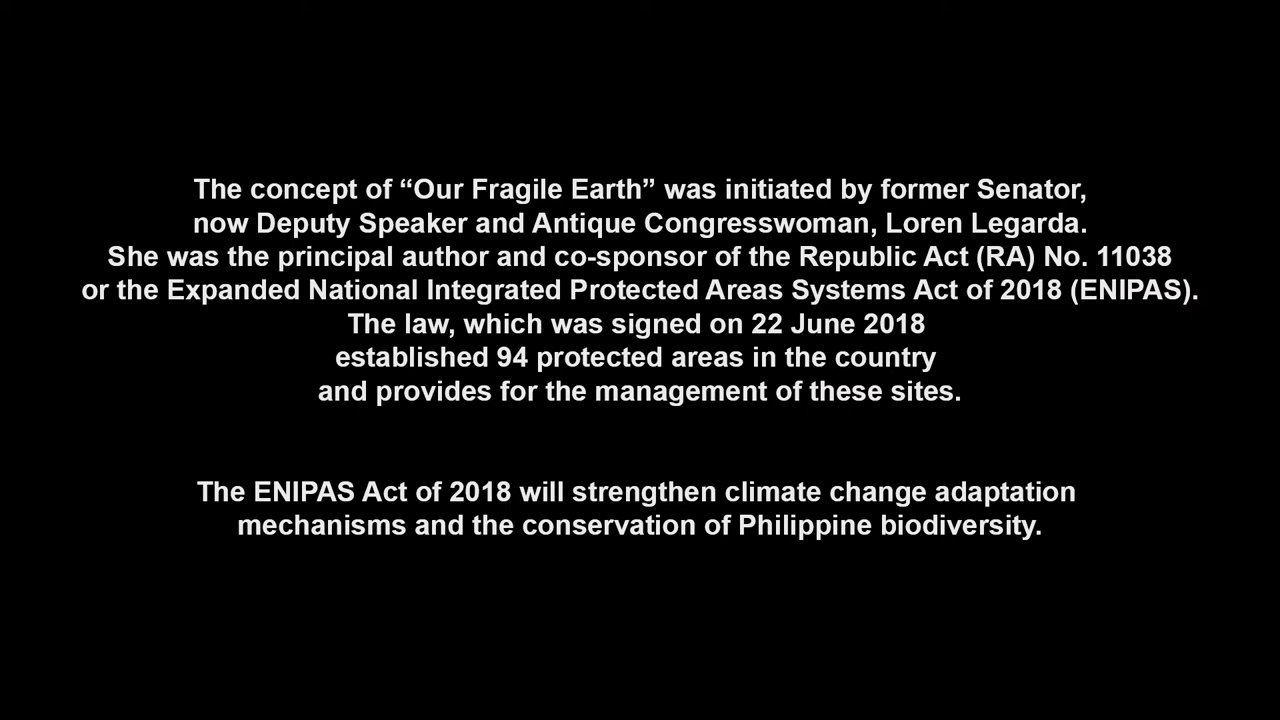 The concept of “Our Fragile Earth” was initiated by former Senator,
now Deputy Speaker and Antique Congresswoman, Loren Legarda.
She was the principal author and co-sponsor of the Republic Act (RA) No. 11038
or the Expanded National Integrated Protected Areas Systems Act of 2018 (ENIPAS).
The law, which was signed on 22 June 2018
established 94 protected areas in the country
and provides for the management of these sites.
The ENIPAS Act of 2018 will strengthen climate change adaptation
mechanisms and the conservation of Philippine biodiversity.